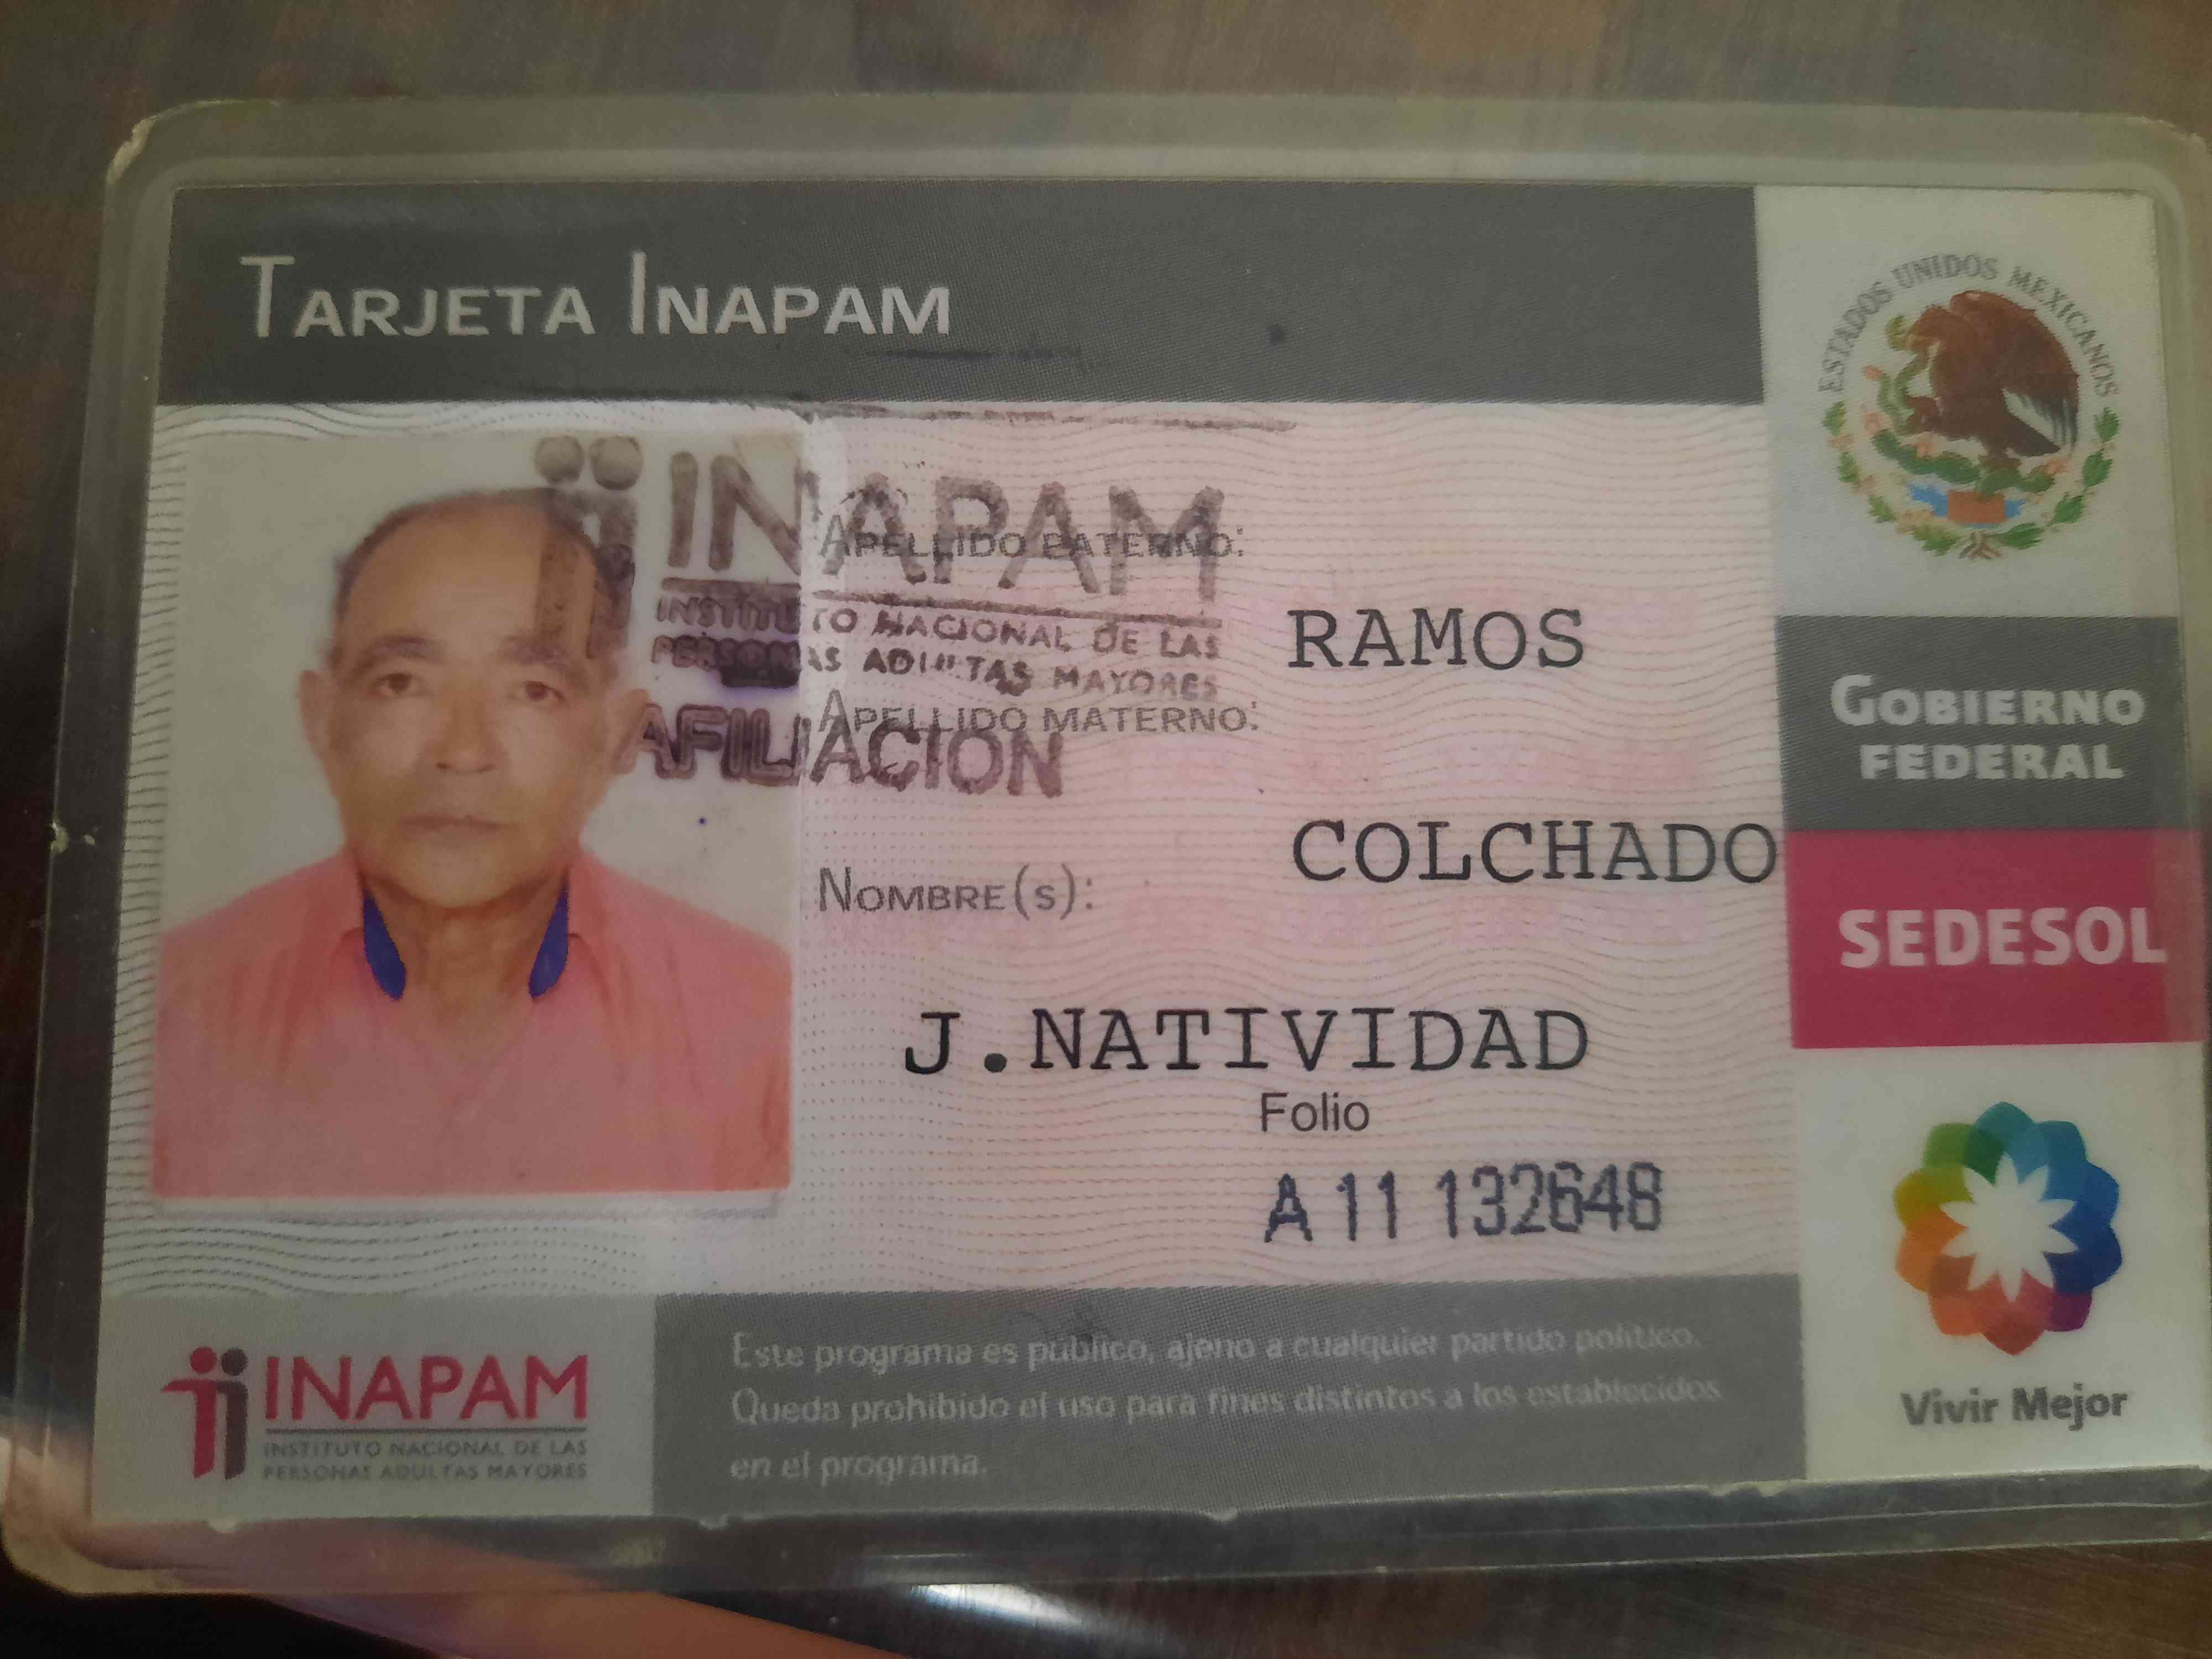 TARJETA INAPAM
ESTADOS UNIDOS MEXICANOS
INAPAM
INSTITUTO NACIONAL DE LAS
PERSONAS ADULTAS MAYORES
AFILIACION
APELLIDO PATERNO:
RAMOS
APELLIDO MATERNO:
COLCHADO
NOMBRE(S):
J.NATIVIDAD
Folio
A 11 132648
GOBIERNO
FEDERAL
SEDESOL
Vivir Mejor
INAPAM
INSTITUTO NACIONAL DE LAS
PERSONAS ADULTAS MAYORES
Este programa es público, ajeno a cualquier partido político.
Queda prohibido el uso para fines distintos a los establecidos
en el programa.